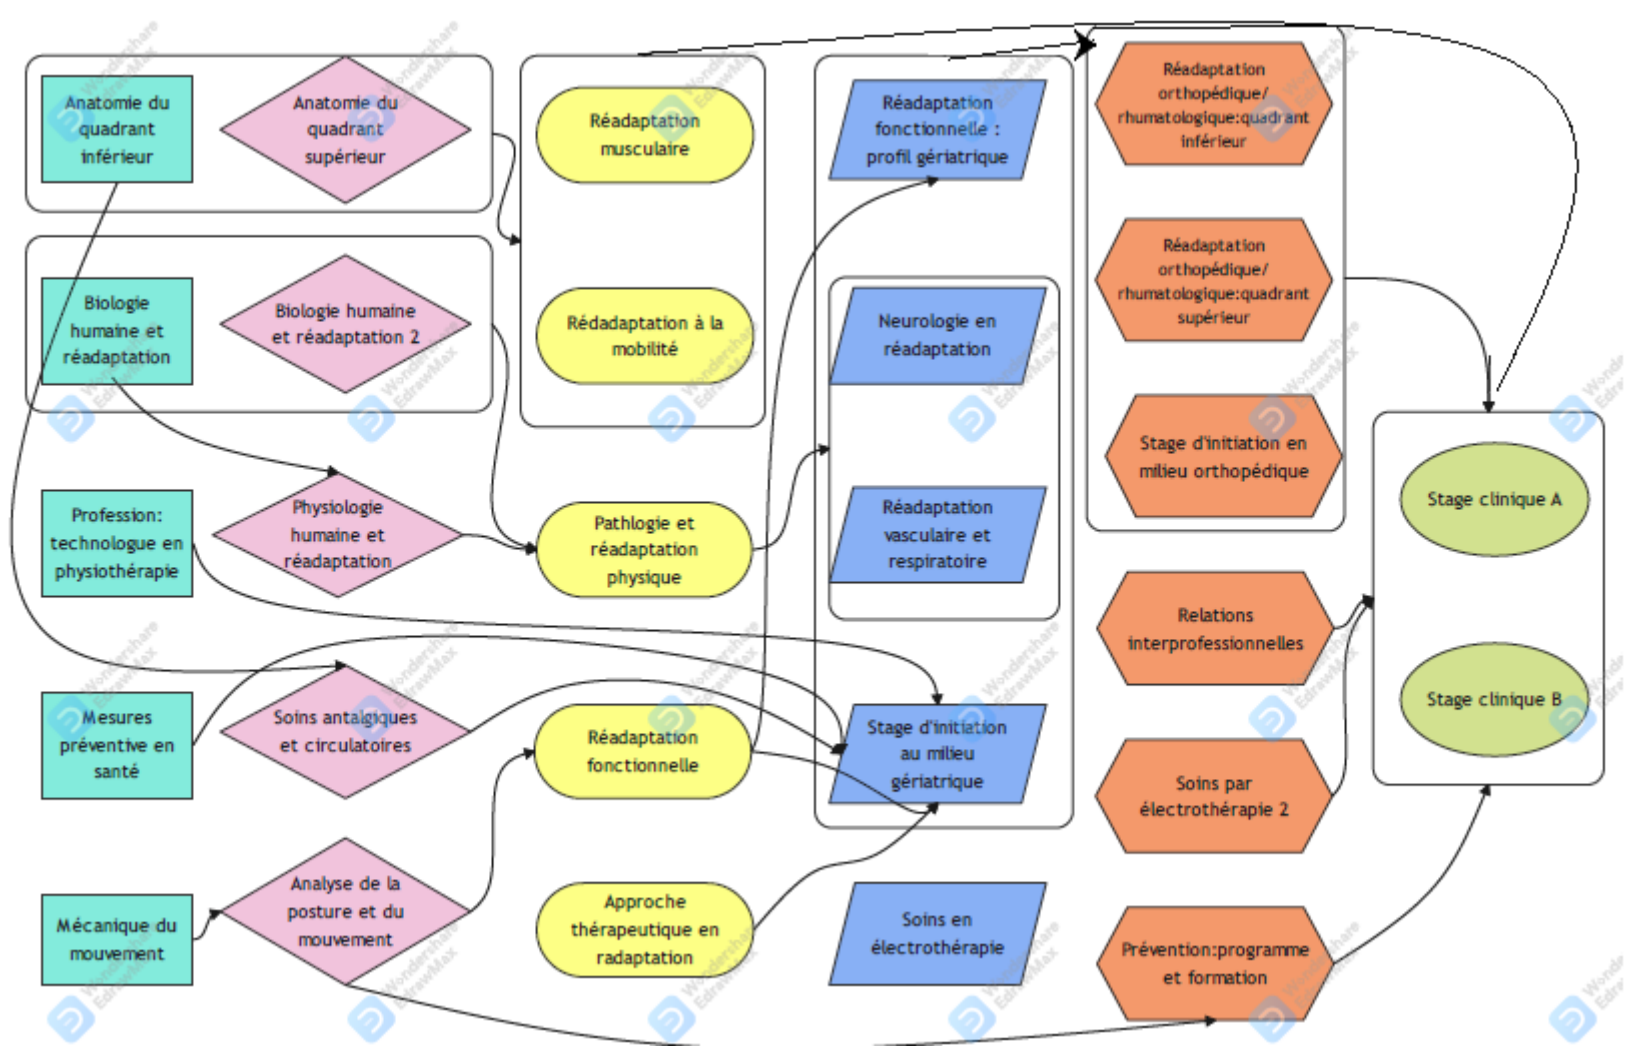 Anatomie du
quadrant
inférieur
Anatomie du
quadrant
supérieur
Réadaptation
musculaire
Réadaptation
fonctionnelle :
profil gériatrique
Réadaptation
orthopédique/
rhumatologique:quadrant
inférieur
Biologie
humaine et
réadaptation
Biologie humaine
et réadaptation 2
Rédadaptation à la
mobilité
Neurologie en
réadaptation
Réadaptation
orthopédique/
rhumatologique:quadrant
supérieur
Stage d'initiation en
milieu orthopédique
Stage clinique A
Profession:
technologue en
physiothérapie
Physiologie
humaine et
réadaptation
Pathlogie et
réadaptation
physique
Réadaptation
vasculaire et
respiratoire
Relations
interprofessionnelles
Stage clinique B
Mesures
préventive en
santé
Soins antalgiques
et circulatoires
Réadaptation
fonctionnelle
Stage d'initiation
au milieu
gériatrique
Soins par
électrothérapie 2
Mécanique du
mouvement
Analyse de la
posture et du
mouvement
Approche
thérapeutique en
radaptation
Soins en
électrothérapie
Prévention:programme
et formation
Wondershare
EdrawMax